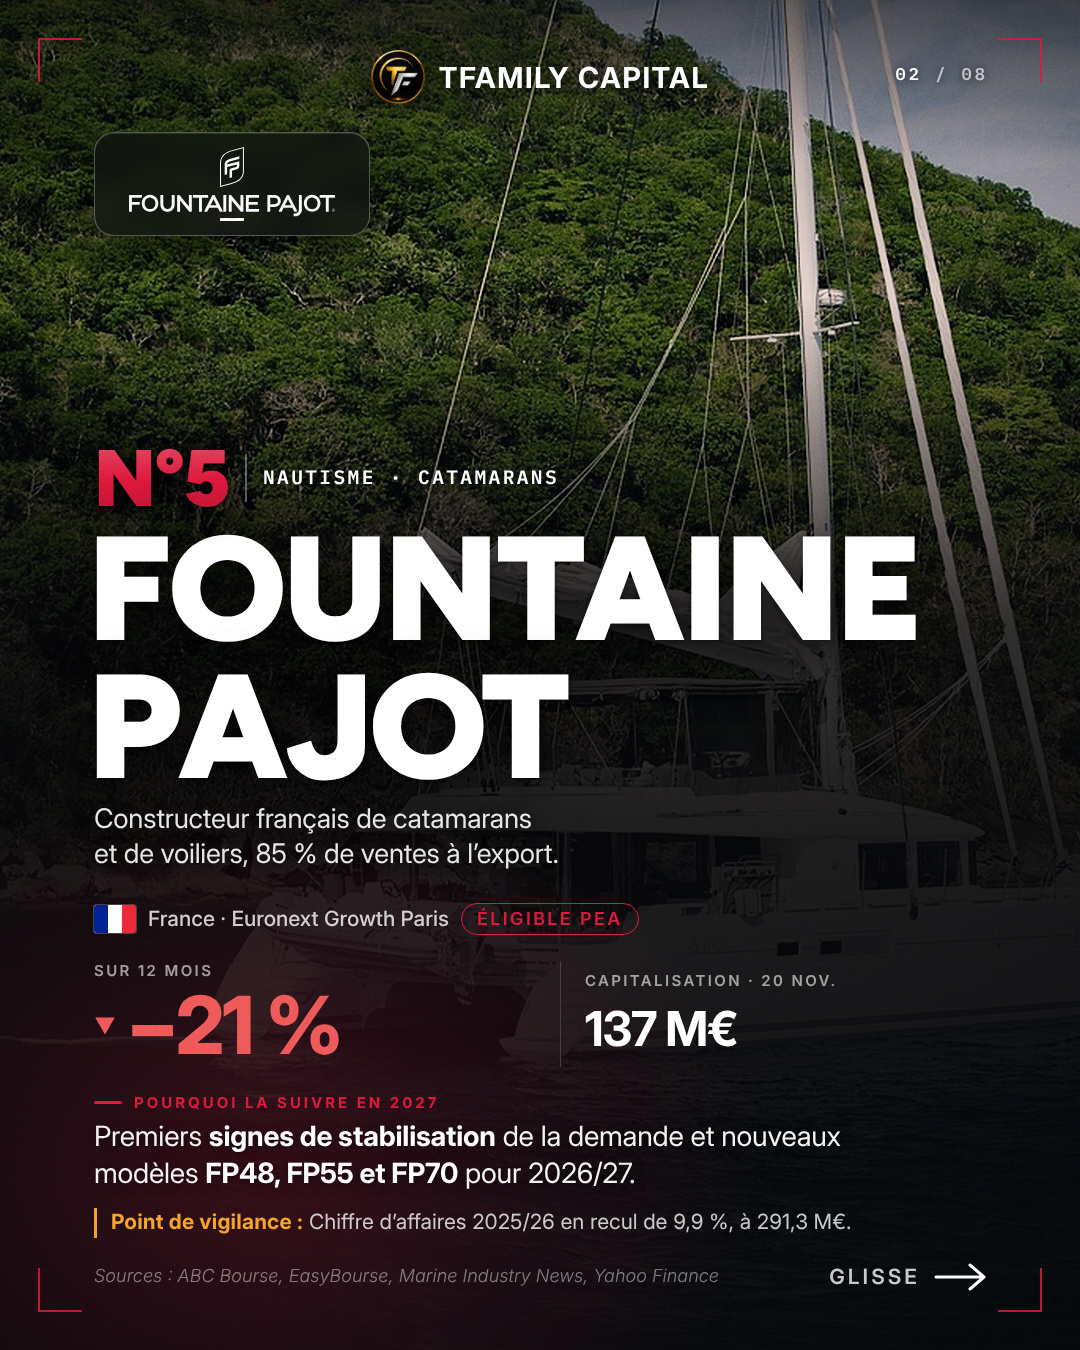 TFAMILY CAPITAL
02 / 08
FOUNTAINE PAJOT
N°5
NAUTISME · CATAMARANS
FOUNTAINE
PAJOT
Constructeur français de catamarans
et de voiliers, 85 % de ventes à l'export.
France · Euronext Growth Paris
ÉLIGIBLE PEA
SUR 12 MOIS
▼ −21 %
CAPITALISATION · 20 NOV.
137 M€
POURQUOI LA SUIVRE EN 2027
Premiers signes de stabilisation de la demande et nouveaux
modèles FP48, FP55 et FP70 pour 2026/27.
Point de vigilance : Chiffre d'affaires 2025/26 en recul de 9,9 %, à 291,3 M€.
Sources : ABC Bourse, EasyBourse, Marine Industry News, Yahoo Finance
GLISSE →